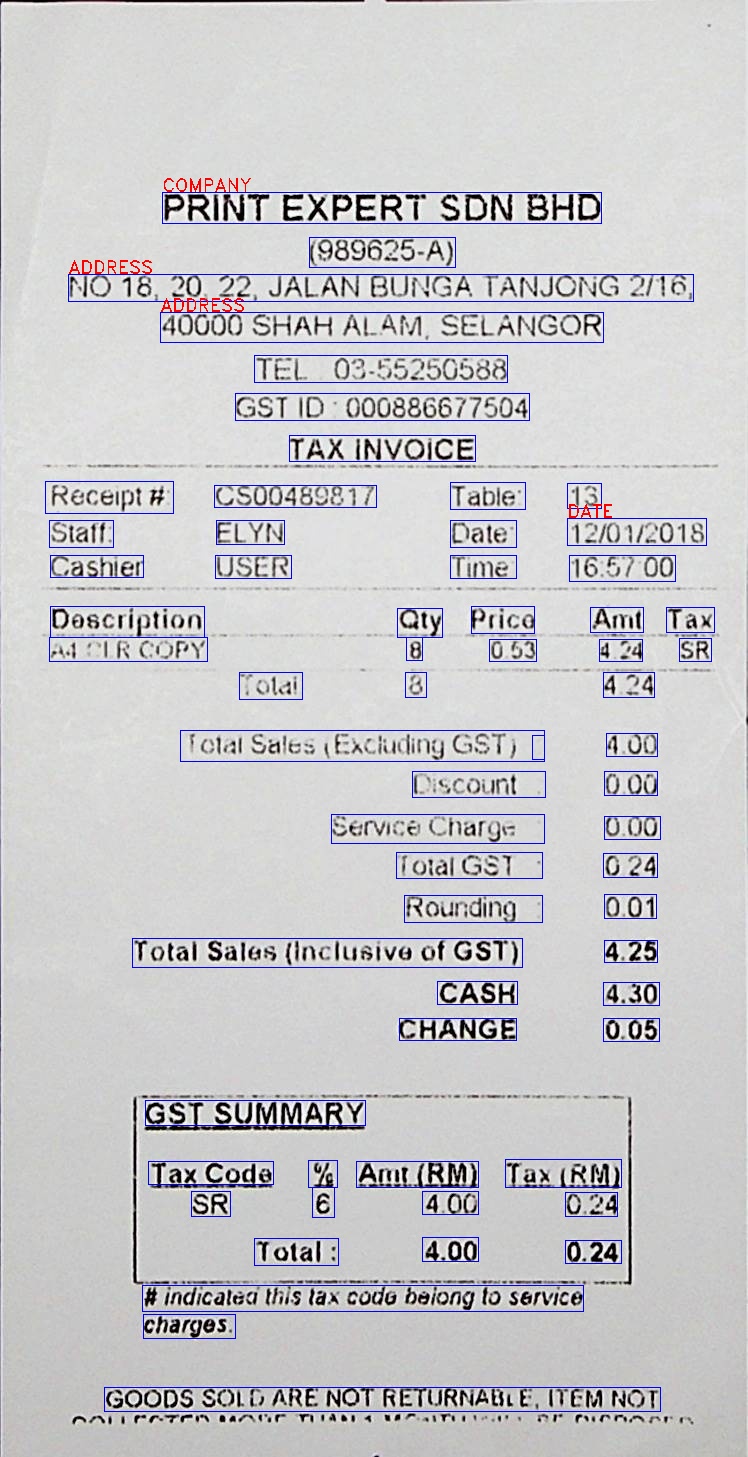 COMPANY
PRINT EXPERT SDN BHD
(989625-A)
ADDRESS
NO 18, 20, 22, JALAN BUNGA TANJONG 2/16,
ADDRESS
40000 SHAH ALAM, SELANGOR
TEL : 03-55250588
GST ID : 000886677504
TAX INVOICE
Receipt #: CS00489817 Table: 13
DATE
Staff: ELYN Date: 12/01/2018
Cashier USER Time: 16:57:00
Description Qty Price Amt Tax
A4 CLR COPY 8 0.53 4.24 SR
Total 8 4.24
Total Sales (Excluding GST) : 4.00
Discount : 0.00
Service Charge : 0.00
Total GST : 0.24
Rounding : 0.01
Total Sales (Inclusive of GST) 4.25
CASH 4.30
CHANGE 0.05
GST SUMMARY
Tax Code % Amt (RM) Tax (RM)
SR 6 4.00 0.24
Total : 4.00 0.24
# indicated this tax code belong to service
charges.
GOODS SOLD ARE NOT RETURNABLE, ITEM NOT